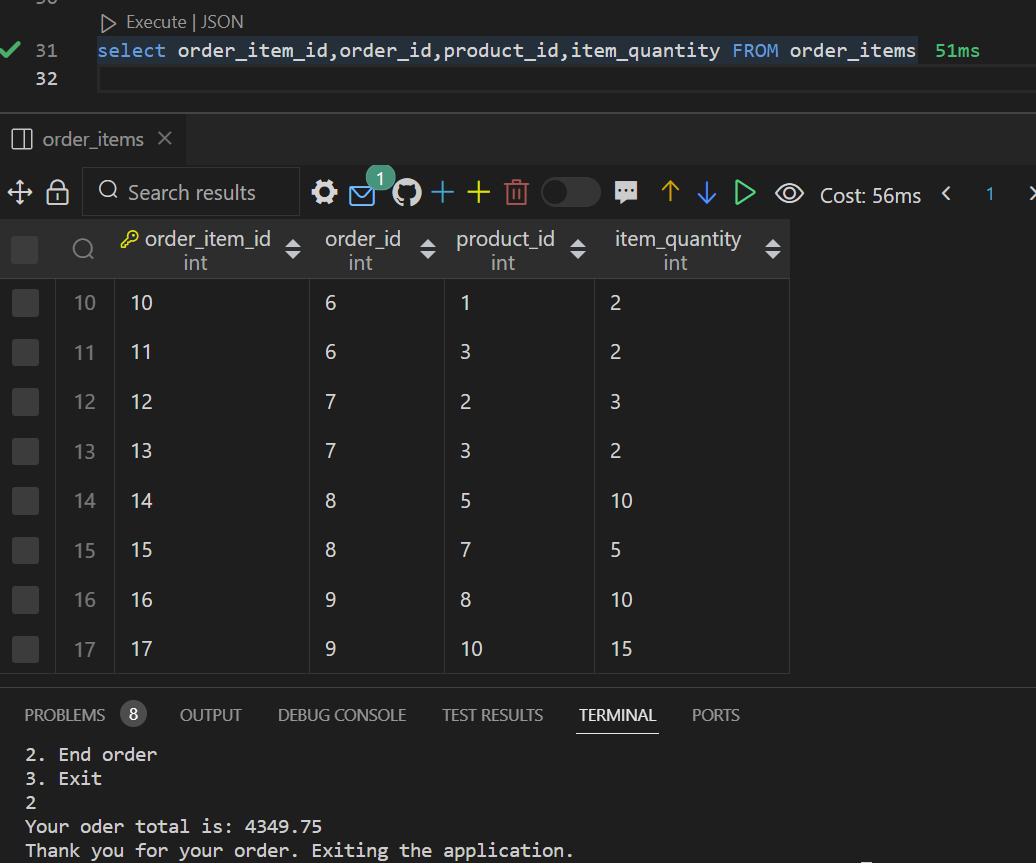 30
Execute | JSON
31 select order_item_id,order_id,product_id,item_quantity FROM order_items 51ms
32
order_items
Search results 1 Cost: 56ms 1
order_item_id order_id product_id item_quantity
int int int int
10 10 6 1 2
11 11 6 3 2
12 12 7 2 3
13 13 7 3 2
14 14 8 5 10
15 15 8 7 5
16 16 9 8 10
17 17 9 10 15
PROBLEMS 8 OUTPUT DEBUG CONSOLE TEST RESULTS TERMINAL PORTS
2. End order
3. Exit
2
Your oder total is: 4349.75
Thank you for your order. Exiting the application.